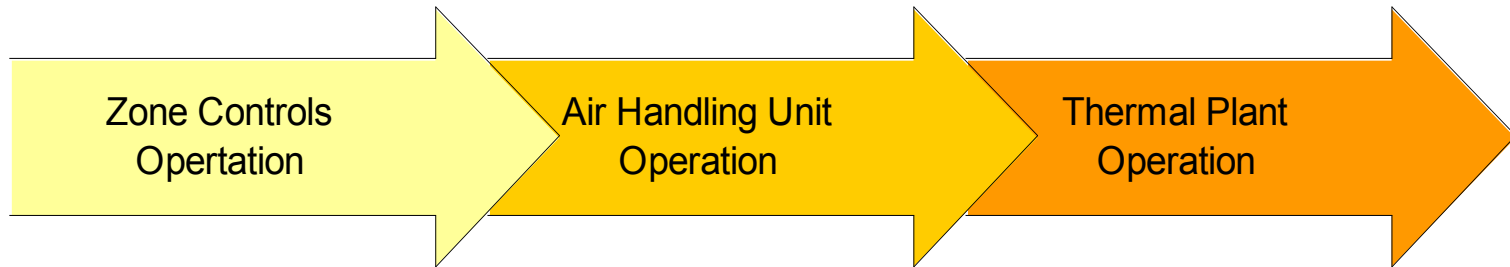 Zone Controls
Opertation
Air Handling Unit
Operation
Thermal Plant
Operation